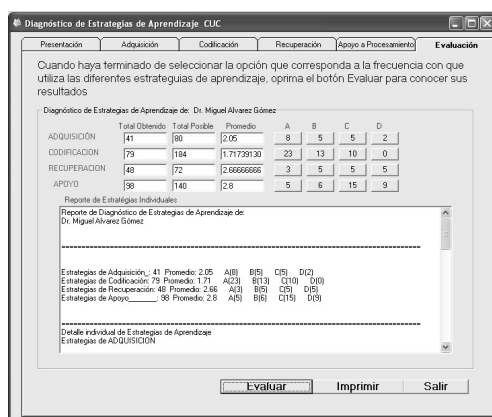 Diagnóstico de Estrategias de Aprendizaje CUC
Presentación Adquisición Codificación Recuperación Apoyo a Procesamiento Evaluación
Cuando haya terminado de seleccionar la opción que corresponda a la frecuencia con que
utiliza las diferentes estrateguias de aprendizaje, oprima el botón Evaluar para conocer sus
resultados
Diagnóstico de Estrategias de Aprendizaje de: Dr. Miguel Alvarez Gómez
Total Obtenido Total Posible Promedio A B C D
ADQUISICIÓN 41 80 2.05 8 5 5 2
CODIFICACION 79 184 1.71739130 23 13 10 0
RECUPERACION 48 72 2.66666666 3 5 5 5
APOYO 98 140 2.8 5 6 15 9
Reporte de Estratégias Individuales
Reporte de Diagnóstico de Estrategias de Aprendizaje de:
Dr. Miguel Alvarez Gómez
Estrategias de Adquisición_: 41 Promedio: 2.05 A(8) B(5) C(5) D(2)
Estrategias de Codificación: 79 Promedio: 1.71 A(23) B(13) C(10) D(0)
Estrategias de Recuperación: 48 Promedio: 2.66 A(3) B(5) C(5) D(5)
Estrategias de Apoyo______: 98 Promedio: 2.8 A(5) B(6) C(15) D(9)
Detalle individual de Estrategias de Aprendizaje
Estrategias de ADQUISICION
Evaluar Imprimir Salir